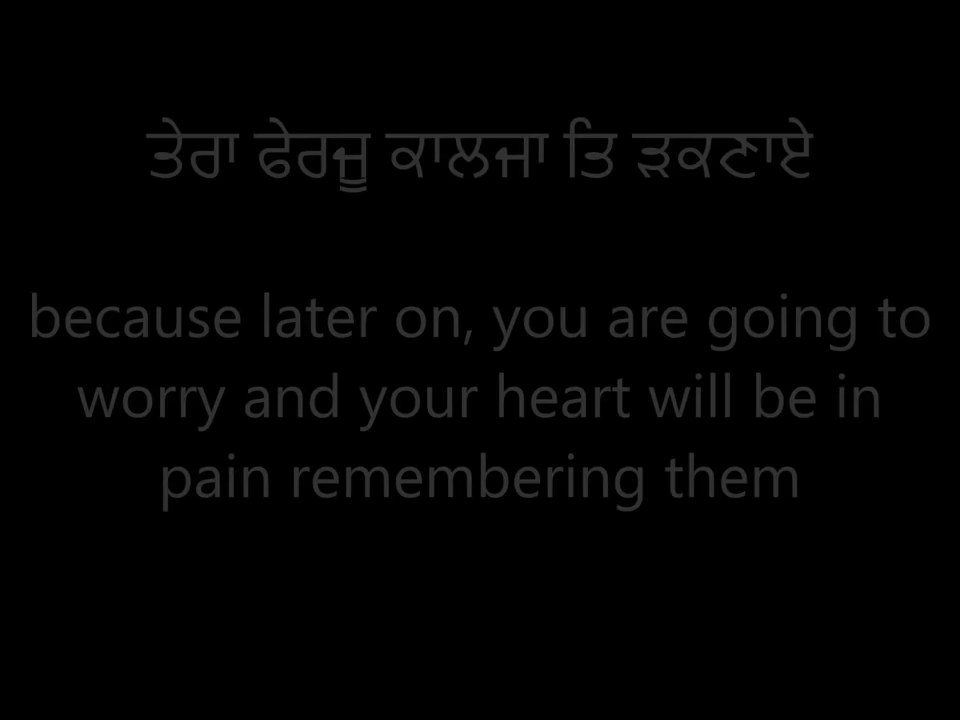 ਤੇਰਾ ਫੇਰਜੂ ਕਾਲਜਾ ਤਿ ੜਕਣਾਏ
because later on, you are going to
worry and your heart will be in
pain remembering them